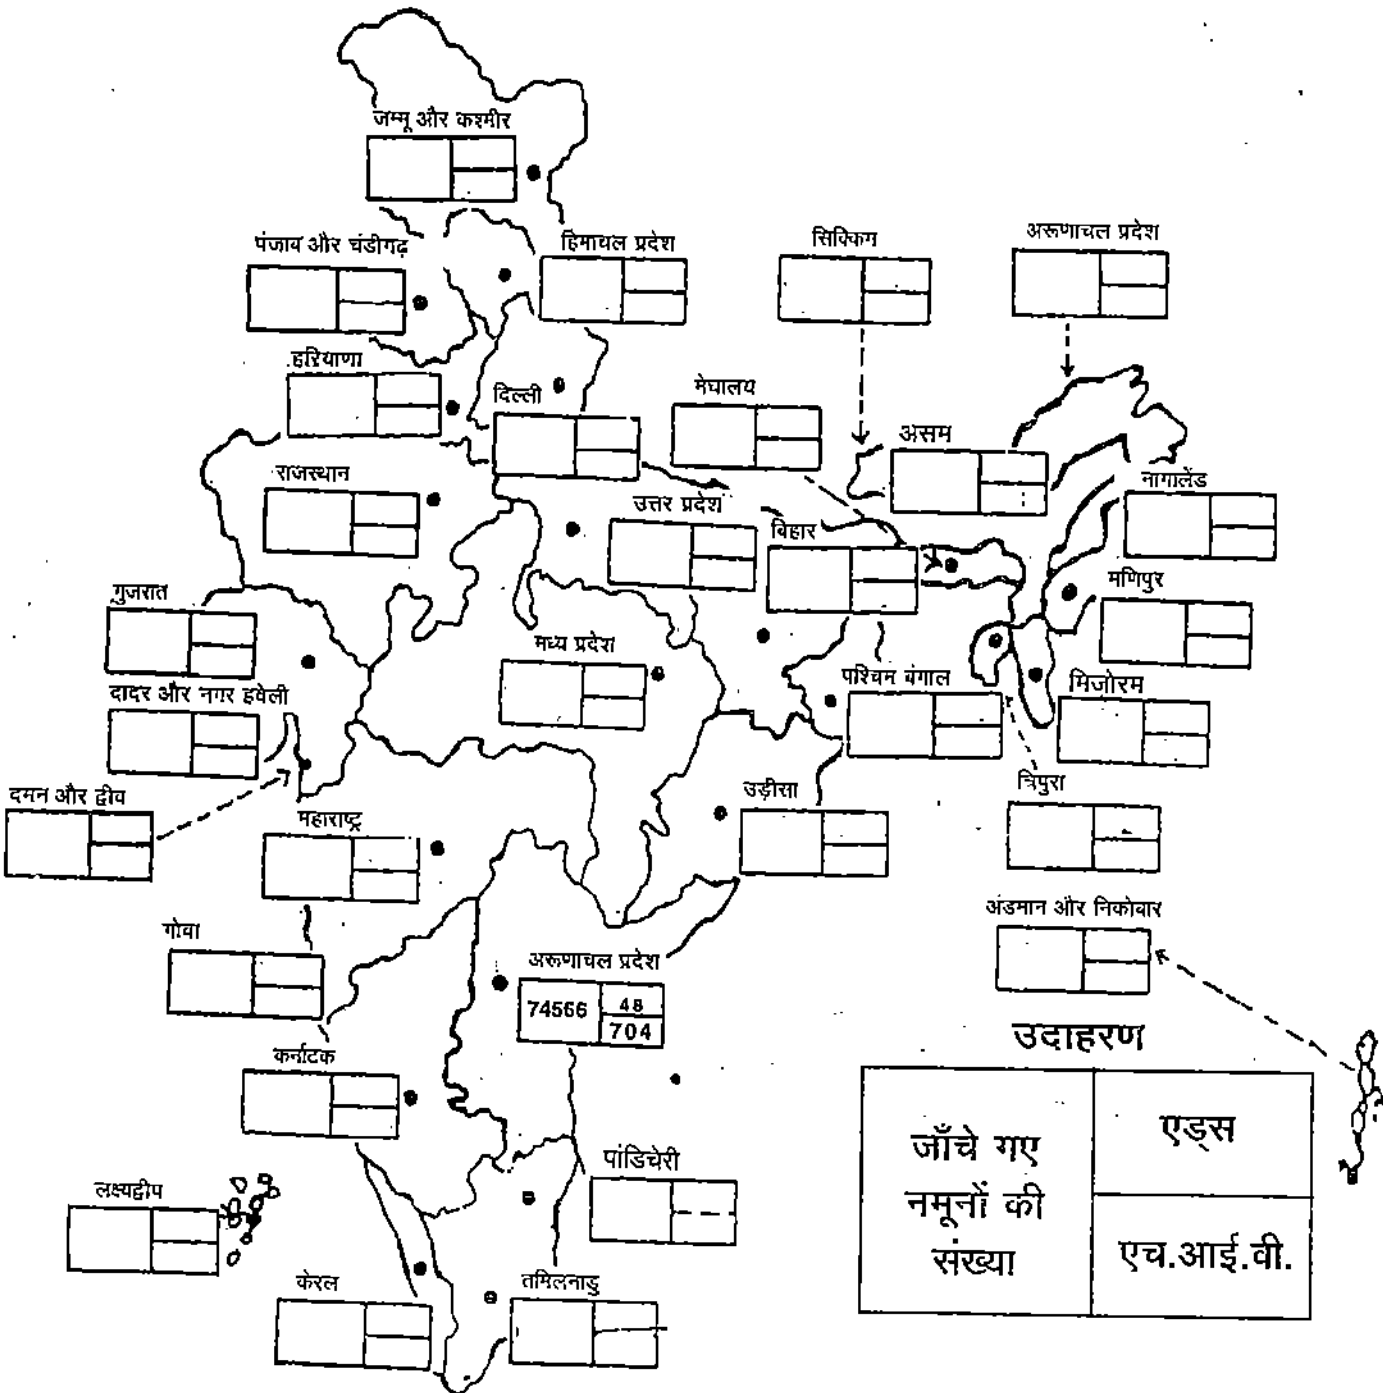 जम्मू और कश्मीर
पंजाब और चंडीगढ़
हिमाचल प्रदेश
सिक्किम
अरूणाचल प्रदेश
हरियाणा
दिल्ली
मेघालय
असम
राजस्थान
उत्तर प्रदेश
बिहार
नागालेंड
गुजरात
मणिपुर
मध्य प्रदेश
दादर और नगर हवेली
पश्चिम बंगाल
मिजोरम
दमन और द्वीप
महाराष्ट्र
उड़ीसा
त्रिपुरा
गोवा
अंडमान और निकोबार
अरूणाचल प्रदेश
74566
48
704
कर्नाटक
उदाहरण
जाँचे गए
नमूनों की
संख्या
एड्स
एच.आई.वी.
लक्ष्यद्वीप
पांडिचेरी
केरल
तमिलनाडु